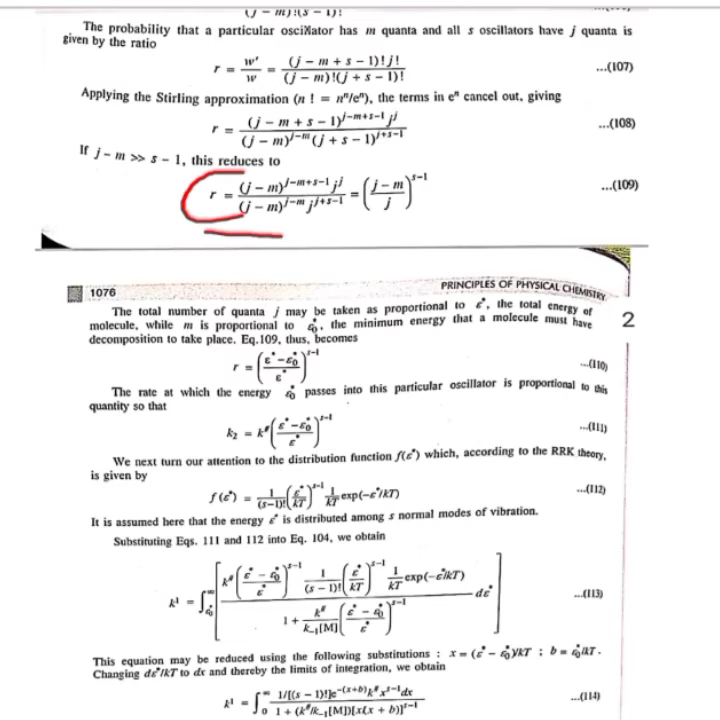 (j − m)!(s − 1)!
The probability that a particular oscillator has m quanta and all s oscillators have j quanta is
given by the ratio
r = w'/w = (j − m + s − 1)! j! / (j − m)!(j + s − 1)! ...(107)
Applying the Stirling approximation (n ! = nⁿ/eⁿ), the terms in eⁿ cancel out, giving
r = (j − m + s − 1)^(j−m+s−1) j^j / (j − m)^(j−m) (j + s − 1)^(j+s−1) ...(108)
If j − m >> s − 1, this reduces to
r = (j − m)^(j−m+s−1) j^j / (j − m)^(j−m) j^(j+s−1) = ((j − m)/j)^(s−1) ...(109)
1076 PRINCIPLES OF PHYSICAL CHEMISTRY
The total number of quanta j may be taken as proportional to ε*, the total energy of
molecule, while m is proportional to ε*₀, the minimum energy that a molecule must have 2
decomposition to take place. Eq.109, thus, becomes
r = ((ε* − ε*₀)/ε*)^(s−1) ...(110)
The rate at which the energy ε*₀ passes into this particular oscillator is proportional to this
quantity so that
k₂ = k# ((ε* − ε*₀)/ε*)^(s−1) ...(111)
We next turn our attention to the distribution function f(ε*) which, according to the RRK theory,
is given by
f(ε*) = 1/(s−1)! (ε*/kT)^(s−1) 1/kT exp(−ε*/kT) ...(112)
It is assumed here that the energy ε* is distributed among s normal modes of vibration.
Substituting Eqs. 111 and 112 into Eq. 104, we obtain
k¹ = ∫_{ε*₀}^∞ [ k# ((ε* − ε*₀)/ε*)^(s−1) 1/(s − 1)! (ε*/kT)^(s−1) 1/kT exp(−ε*/kT) / 1 + k#/k₋₁[M] ((ε* − ε*₀)/ε*)^(s−1) dε* ] ...(113)
This equation may be reduced using the following substitutions : x = (ε* − ε*₀)/kT ; b = ε*₀/kT.
Changing dε*/kT to dx and thereby the limits of integration, we obtain
k¹ = ∫₀^∞ 1/[(s − 1)!]e^(−(x+b)) k# x^(s−1) dx / 1 + (k#/k₋₁[M])[x(x + b)]^(s−1) ...(114)